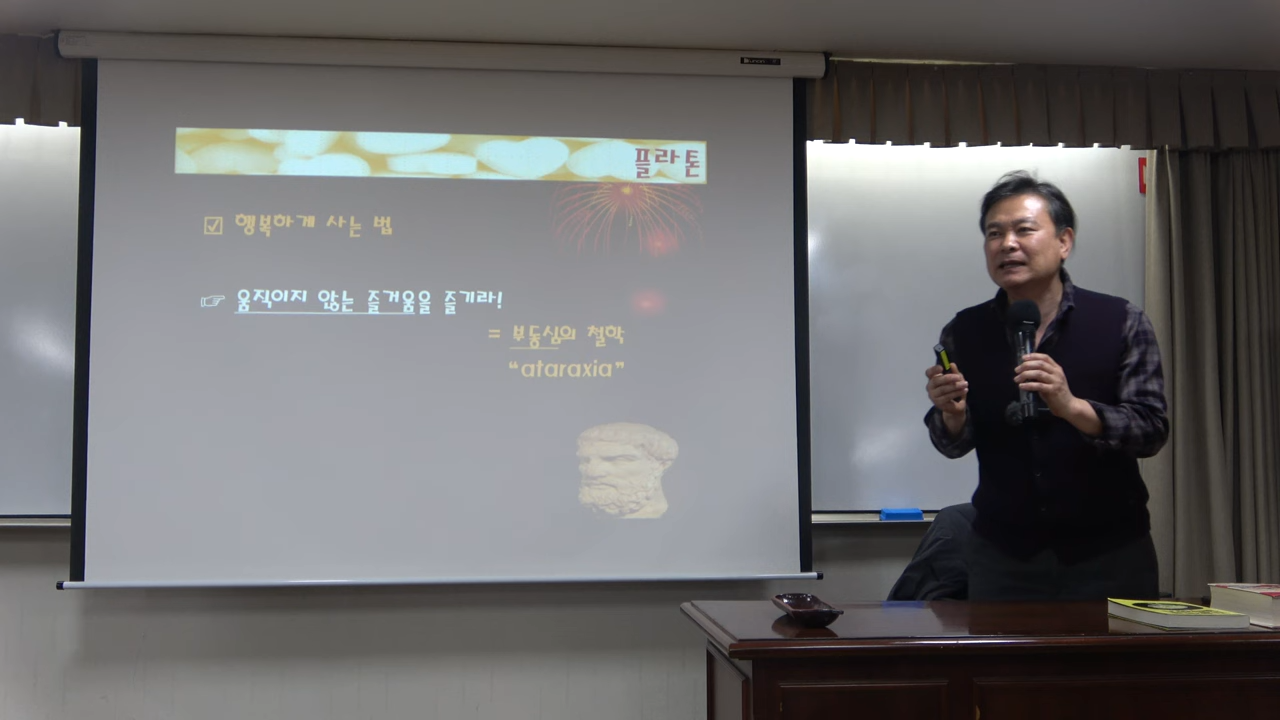 플라톤
☑ 행복하게 사는 법
☞ 움직이지 않는 즐거움을 즐기라!
= 부동심의 철학
“ataraxia”